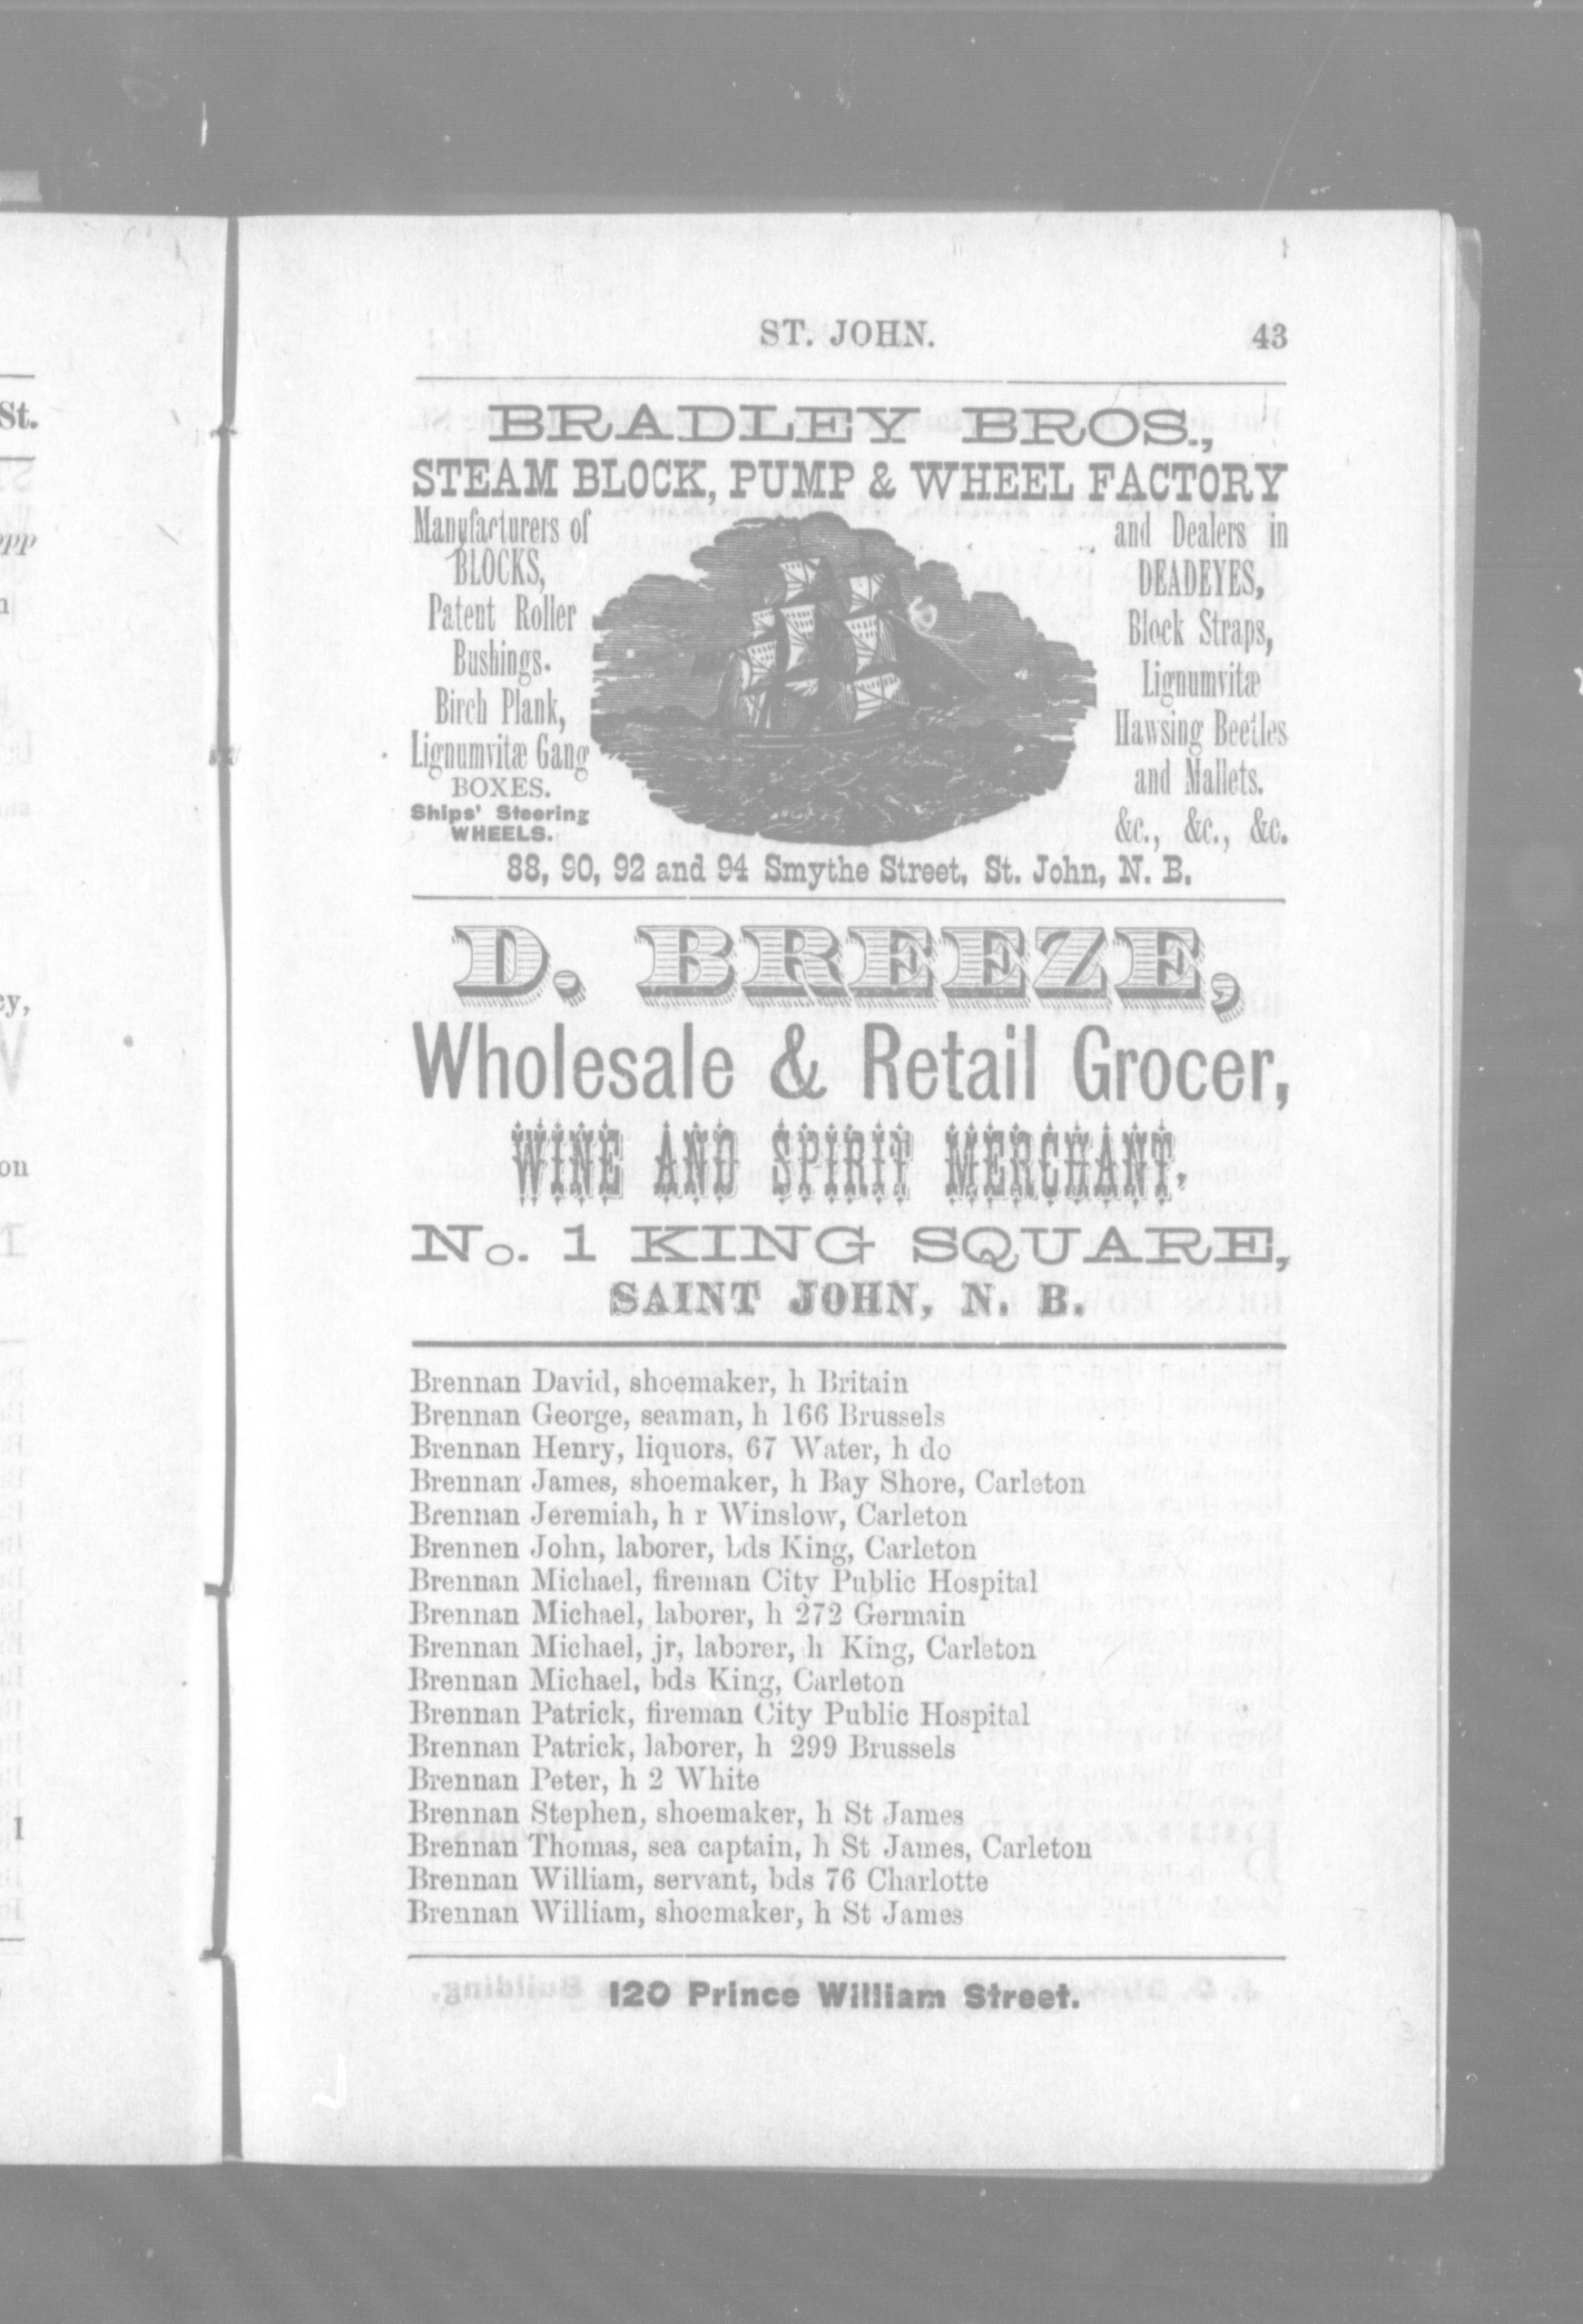 ST. JOHN. 43
BRADLEY BROS.,
STEAM BLOCK, PUMP & WHEEL FACTORY
Manufacturers of
BLOCKS,
Patent Roller
Bushings.
Birch Plank,
Lignumvitæ Gang
BOXES.
Ships' Steering
WHEELS.
and Dealers in
DEADEYES,
Block Straps,
Lignumvitæ
Hawsing Beetles
and Mallets.
&c., &c., &c.
88, 90, 92 and 94 Smythe Street, St. John, N. B.
D. BREEZE,
Wholesale & Retail Grocer,
WINE AND SPIRIT MERCHANT,
No. 1 KING SQUARE,
SAINT JOHN, N. B.
Brennan David, shoemaker, h Britain
Brennan George, seaman, h 166 Brussels
Brennan Henry, liquors, 67 Water, h do
Brennan James, shoemaker, h Bay Shore, Carleton
Brennan Jeremiah, h r Winslow, Carleton
Brennen John, laborer, bds King, Carleton
Brennan Michael, fireman City Public Hospital
Brennan Michael, laborer, h 272 Germain
Brennan Michael, jr, laborer, h King, Carleton
Brennan Michael, bds King, Carleton
Brennan Patrick, fireman City Public Hospital
Brennan Patrick, laborer, h 299 Brussels
Brennan Peter, h 2 White
Brennan Stephen, shoemaker, h St James
Brennan Thomas, sea captain, h St James, Carleton
Brennan William, servant, bds 76 Charlotte
Brennan William, shoemaker, h St James
120 Prince William Street.